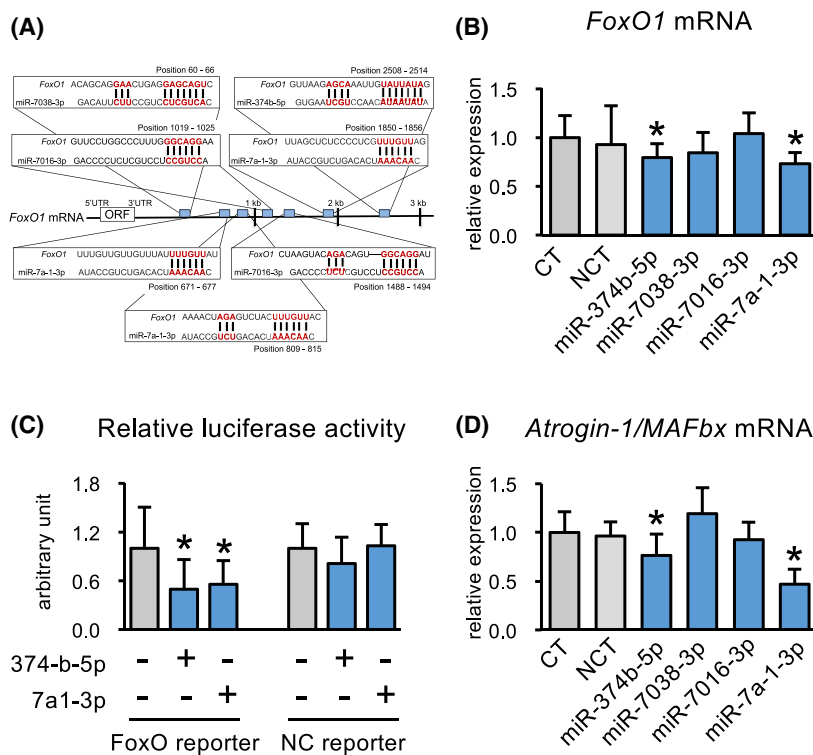 (A)
Position 60 - 66
FoxO1 ACAGCAGGAACUGAGGAGCAGUC
miR-7038-3p GACAUUCUUCCGUCCUCGUCAC
Position 2508 - 2514
FoxO1 GUUAAGAGCAAAUUGUAUUAUAG
miR-374b-5p GUGAAUCGUCCAACAUAAUAUA
Position 1019 - 1025
FoxO1 GUUCCUGGCCCUUUGGGCAGGAA
miR-7016-3p GACCCCUCUCGUCCUCCGUCCA
Position 1850 - 1856
FoxO1 UUAGCUCUCCCCUCGUUUGUUAG
miR-7a-1-3p AUACCGUCUGACACUAAACAAC
5'UTR 3'UTR
FoxO1 mRNA ORF 1 kb 2 kb 3 kb
FoxO1 UUUGUUGUUGUUUAUUUUGUUAU
miR-7a-1-3p AUACCGUCUGACACUAAACAAC
Position 671 - 677
FoxO1 CUAAGUACAGACAGUU—GGCAGGAU
miR-7016-3p GACCCCUCUCGUCCUCCGUCCA
Position 1488 - 1494
FoxO1 AAAACUAGAGUCUACUUUGUUAC
miR-7a-1-3p AUACCGUCUGACACUAAACAAC
Position 809 - 815
(B) FoxO1 mRNA
relative expression
1.5
1.0
0.5
0.0
* *
CT
NCT
miR-374b-5p
miR-7038-3p
miR-7016-3p
miR-7a-1-3p
(C) Relative luciferase activity
arbitrary unit
1.8
1.2
0.6
0.0
* *
374-b-5p - + - - + -
7a1-3p - - + - - +
FoxO reporter NC reporter
(D) Atrogin-1/MAFbx mRNA
relative expression
1.5
1.0
0.5
0.0
* *
CT
NCT
miR-374b-5p
miR-7038-3p
miR-7016-3p
miR-7a-1-3p